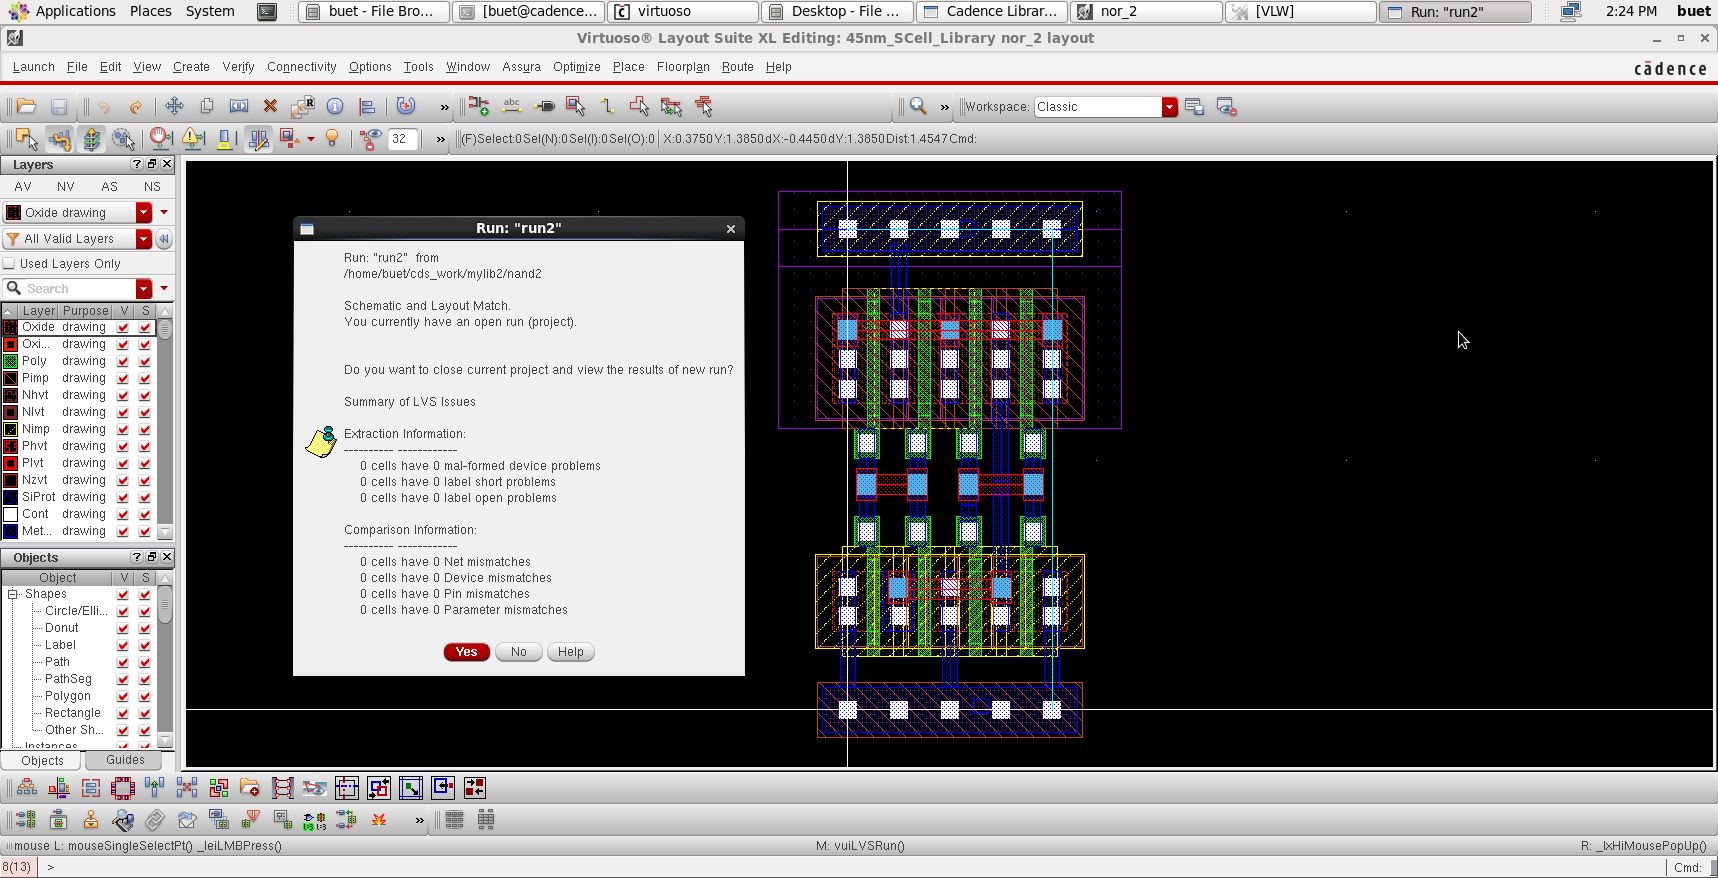 Applications Places System buet - File Bro... [buet@cadence... virtuoso Desktop - File ... Cadence Librar... nor_2 [VLW] Run: "run2" 2:24 PM buet
Virtuoso® Layout Suite XL Editing: 45nm_SCell_Library nor_2 layout
Launch File Edit View Create Verify Connectivity Options Tools Window Assura Optimize Place Floorplan Route Help
cādence
abc
Workspace: Classic
32
(F)Select:0 Sel(N):0 Sel(I):0 Sel(O):0 X:0.3750 Y:1.3850 dX:-0.4450 dY:1.3850 Dist:1.4547 Cmd:
Layers
AV NV AS NS
Oxide drawing
All Valid Layers
Used Layers Only
Search
Layer Purpose V S
Oxide drawing
Oxi... drawing
Poly drawing
Pimp drawing
Nhvt drawing
Nlvt drawing
Nimp drawing
Phvt drawing
Plvt drawing
Nzvt drawing
SiProt drawing
Cont drawing
Met... drawing
Objects
Object V S
Shapes
Circle/Elli...
Donut
Label
Path
PathSeg
Polygon
Rectangle
Other Sh...
Instances
Objects Guides
Run: "run2"
Run: "run2" from
/home/buet/cds_work/mylib2/nand2
Schematic and Layout Match.
You currently have an open run (project).
Do you want to close current project and view the results of new run?
Summary of LVS Issues
Extraction Information:
---------- ------------
0 cells have 0 mal-formed device problems
0 cells have 0 label short problems
0 cells have 0 label open problems
Comparison Information:
---------- ------------
0 cells have 0 Net mismatches
0 cells have 0 Device mismatches
0 cells have 0 Pin mismatches
0 cells have 0 Parameter mismatches
Yes No Help
mouse L: mouseSingleSelectPt() _leiLMBPress()
M: vuiLVSRun()
R: _lxHiMousePopUp()
8(13) >
Cmd: